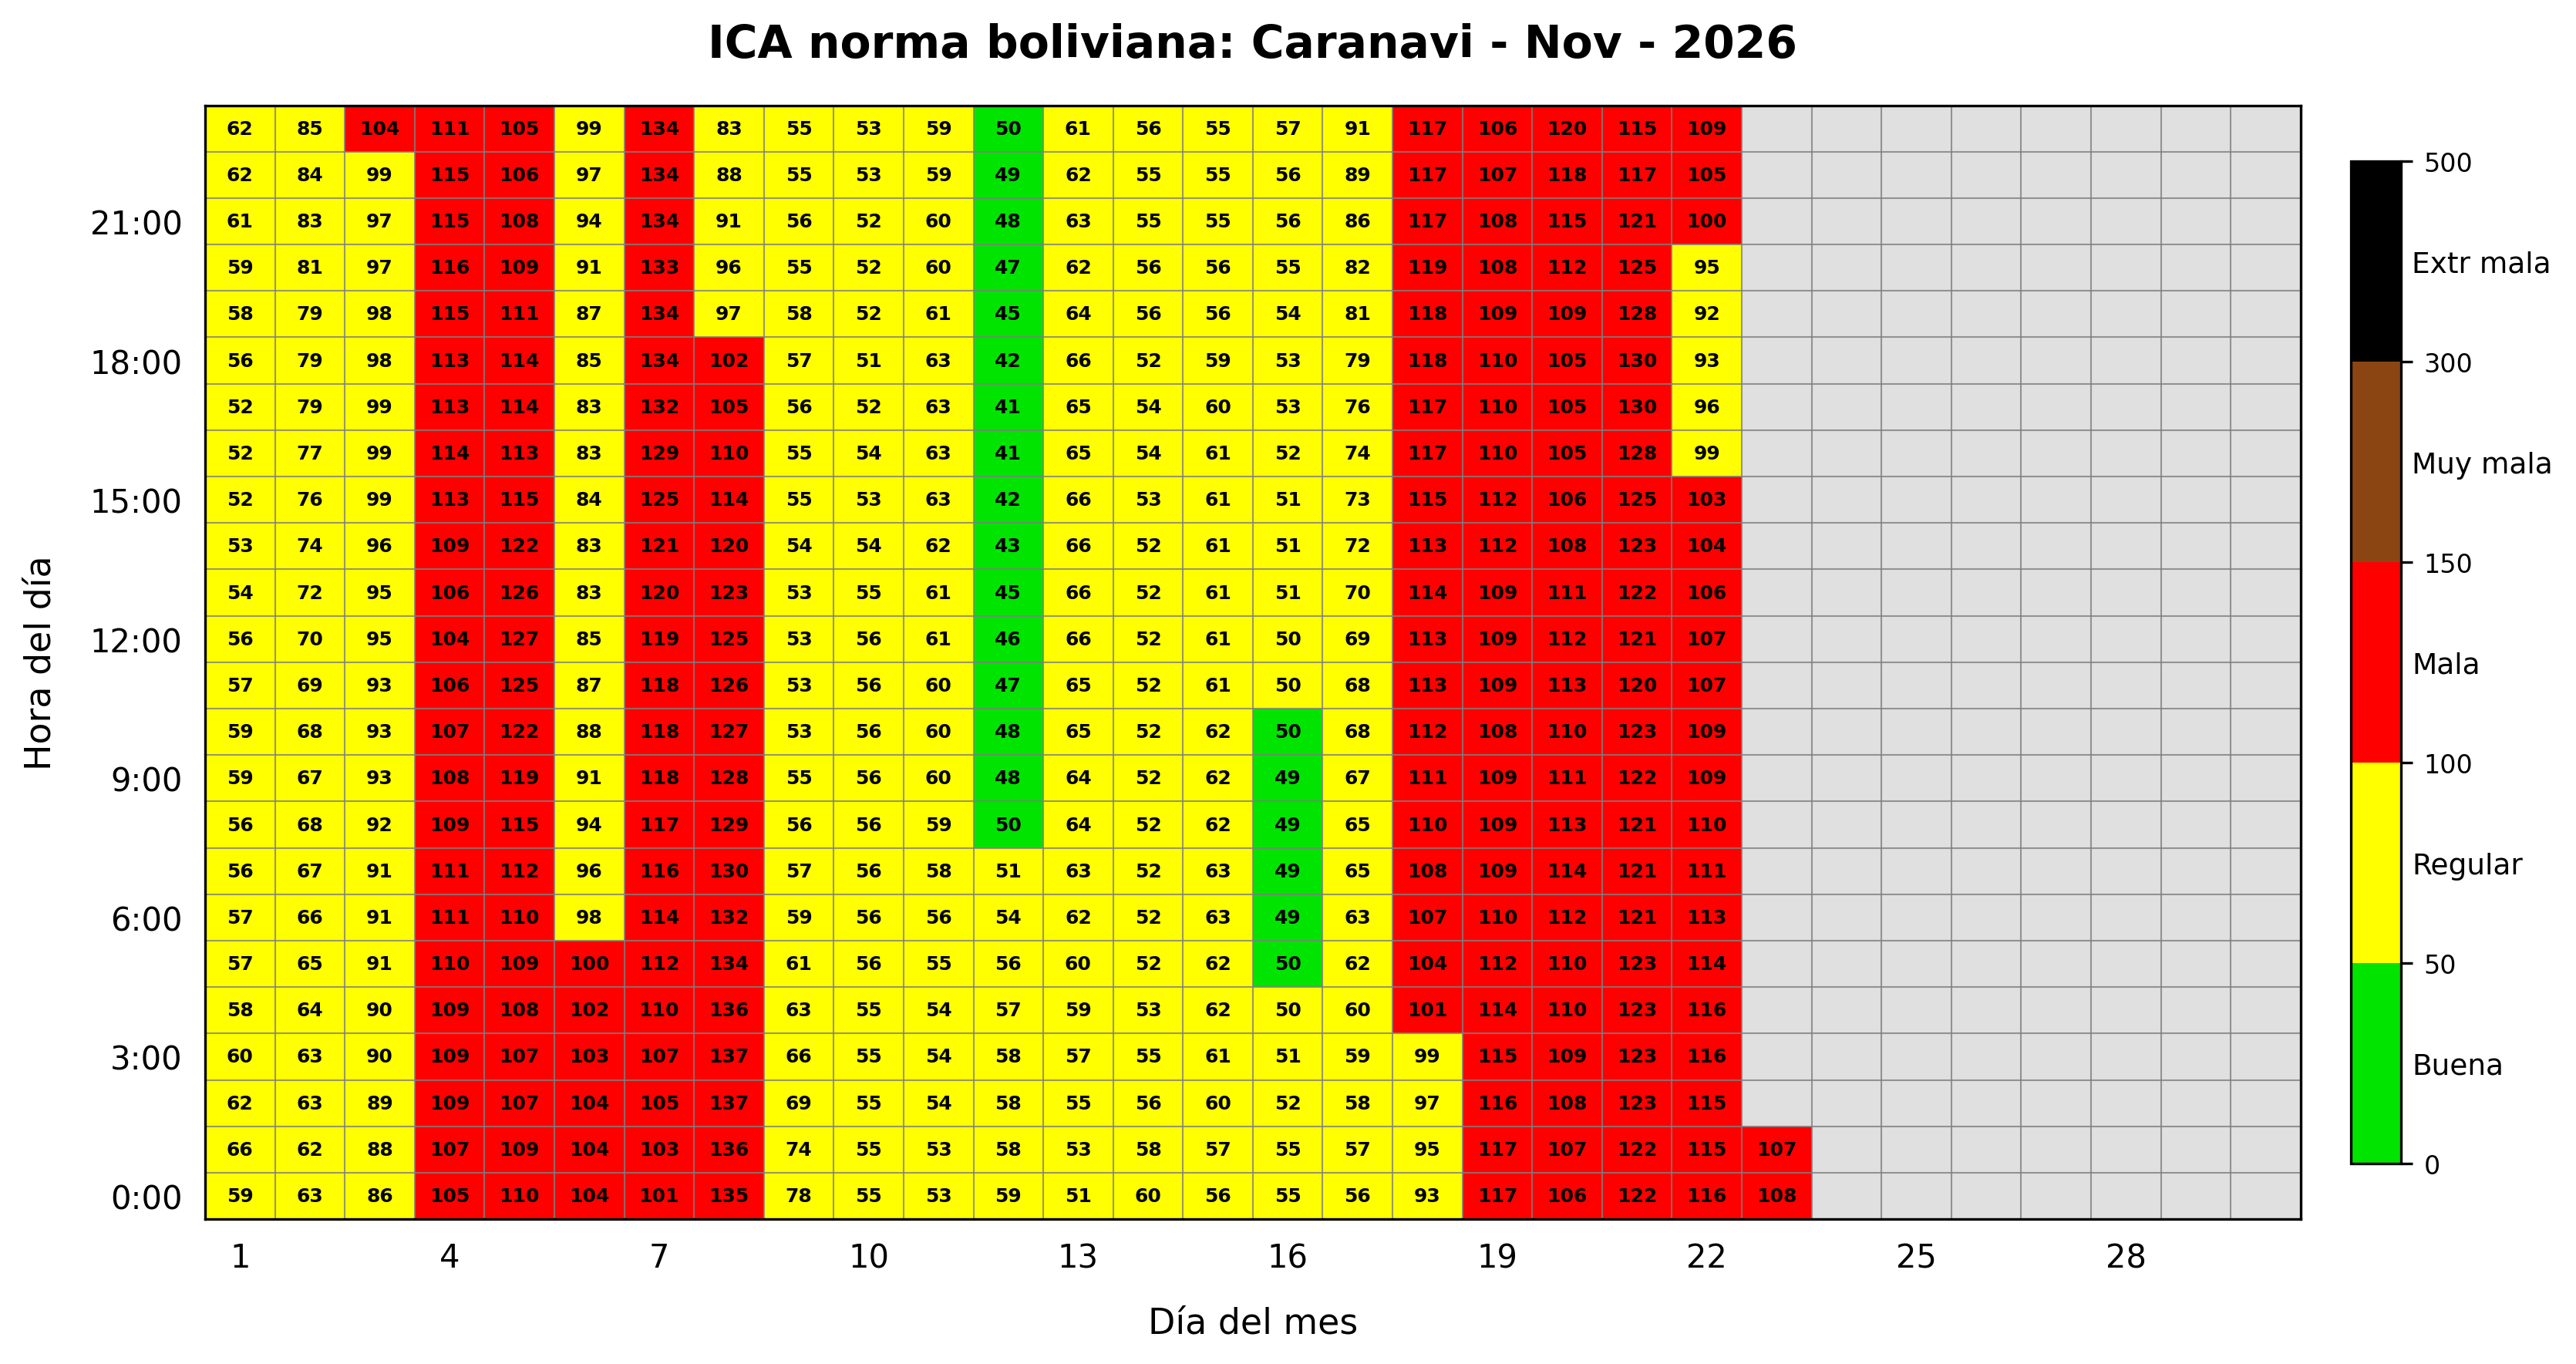 ICA norma boliviana: Caranavi - Nov - 2026
62 85 104 111 105 99 134 83 55 53 59 50 61 56 55 57 91 117 106 120 115 109
62 84 99 115 106 97 134 88 55 53 59 49 62 55 55 56 89 117 107 118 117 105
21:00 61 83 97 115 108 94 134 91 56 52 60 48 63 55 55 56 86 117 108 115 121 100
59 81 97 116 109 91 133 96 55 52 60 47 62 56 56 55 82 119 108 112 125 95
58 79 98 115 111 87 134 97 58 52 61 45 64 56 56 54 81 118 109 109 128 92
18:00 56 79 98 113 114 85 134 102 57 51 63 42 66 52 59 53 79 118 110 105 130 93
52 79 99 113 114 83 132 105 56 52 63 41 65 54 60 53 76 117 110 105 130 96
52 77 99 114 113 83 129 110 55 54 63 41 65 54 61 52 74 117 110 105 128 99
15:00 52 76 99 113 115 84 125 114 55 53 63 42 66 53 61 51 73 115 112 106 125 103
53 74 96 109 122 83 121 120 54 54 62 43 66 52 61 51 72 113 112 108 123 104
54 72 95 106 126 83 120 123 53 55 61 45 66 52 61 51 70 114 109 111 122 106
12:00 56 70 95 104 127 85 119 125 53 56 61 46 66 52 61 50 69 113 109 112 121 107
57 69 93 106 125 87 118 126 53 56 60 47 65 52 61 50 68 113 109 113 120 107
59 68 93 107 122 88 118 127 53 56 60 48 65 52 62 50 68 112 108 110 123 109
9:00 59 67 93 108 119 91 118 128 55 56 60 48 64 52 62 49 67 111 109 111 122 109
56 68 92 109 115 94 117 129 56 56 59 50 64 52 62 49 65 110 109 113 121 110
56 67 91 111 112 96 116 130 57 56 58 51 63 52 63 49 65 108 109 114 121 111
6:00 57 66 91 111 110 98 114 132 59 56 56 54 62 52 63 49 63 107 110 112 121 113
57 65 91 110 109 100 112 134 61 56 55 56 60 52 62 50 62 104 112 110 123 114
58 64 90 109 108 102 110 136 63 55 54 57 59 53 62 50 60 101 114 110 123 116
3:00 60 63 90 109 107 103 107 137 66 55 54 58 57 55 61 51 59 99 115 109 123 116
62 63 89 109 107 104 105 137 69 55 54 58 55 56 60 52 58 97 116 108 123 115
66 62 88 107 109 104 103 136 74 55 53 58 53 58 57 55 57 95 117 107 122 115 107
0:00 59 63 86 105 110 104 101 135 78 55 53 59 51 60 56 55 56 93 117 106 122 116 108
1 4 7 10 13 16 19 22 25 28
Día del mes
Hora del día
500
Extr mala
300
Muy mala
150
Mala
100
Regular
50
Buena
0